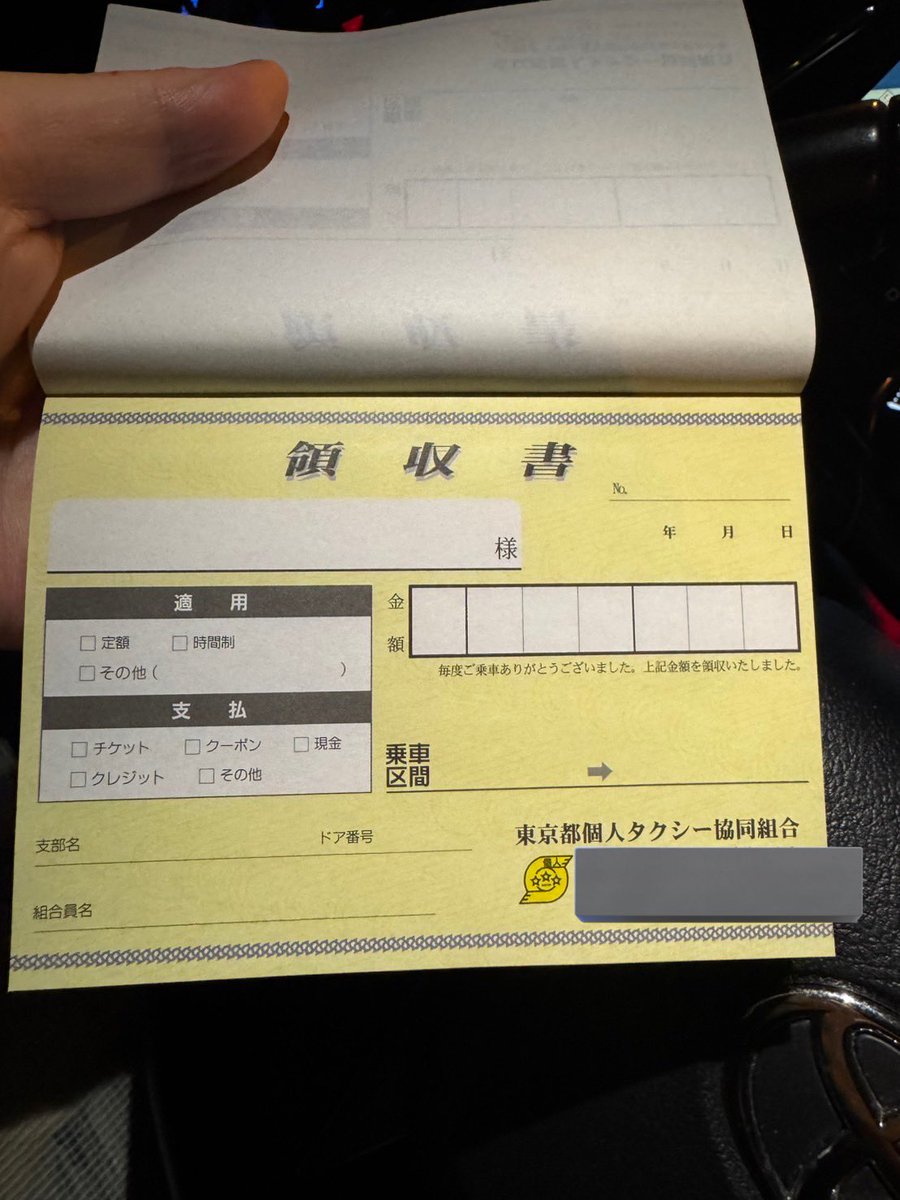 領収書
No.
年 月 日
様
適用
□ 定額 □ 時間制
□ その他 ( )
支払
□ チケット □ クーポン □ 現金
□ クレジット □ その他
金額
毎度ご乗車ありがとうございました。上記金額を領収いたしました。
乗車区間 ➡
支部名 ドア番号
組合員名
東京都個人タクシー協同組合
個人